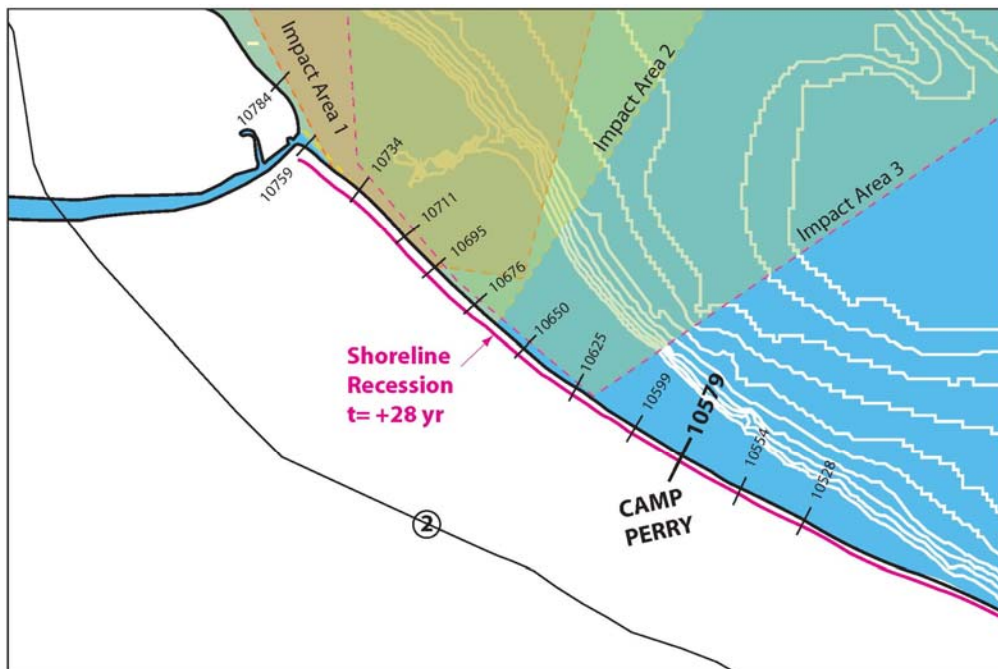 10784
Impact Area 1
10759
10734
10711
10695
10676
10650
10625
10599
10579
10554
10528
Impact Area 2
Impact Area 3
Shoreline
Recession
t= +28 yr
CAMP
PERRY
2